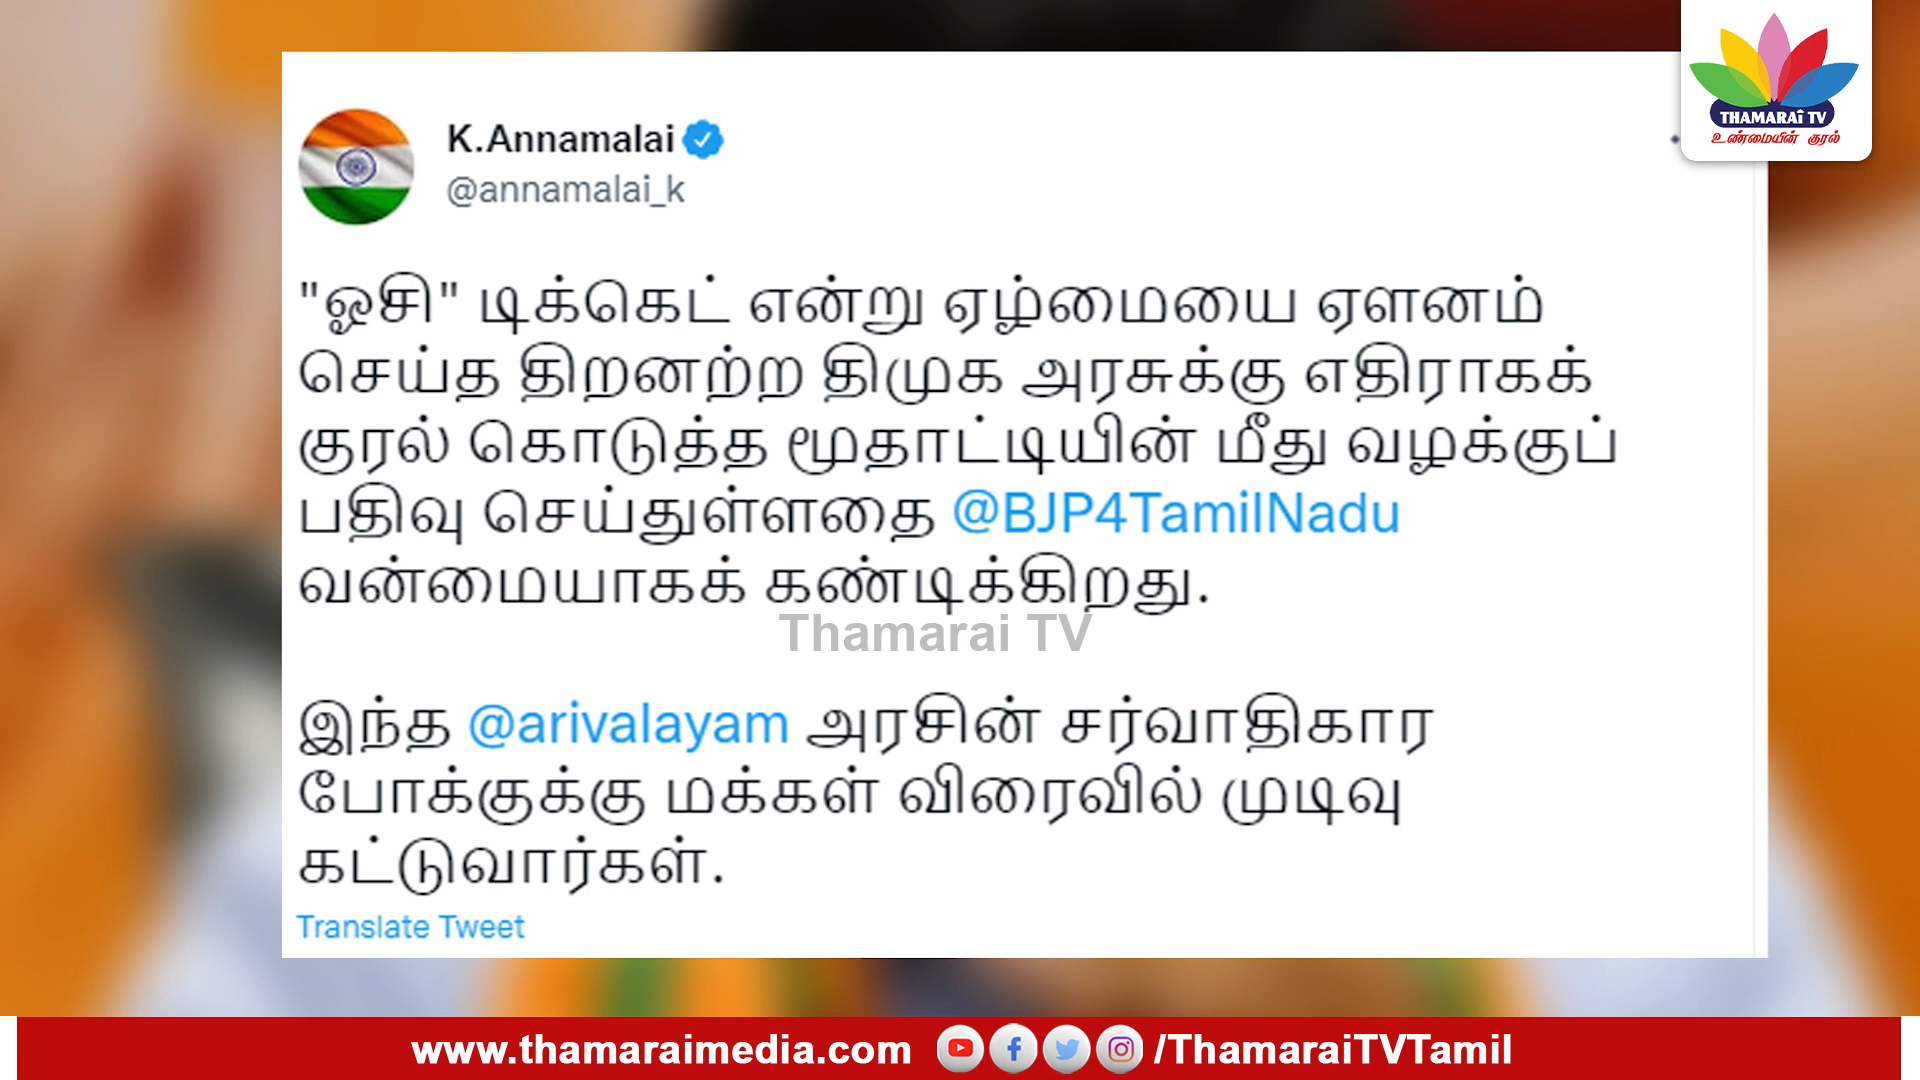 THAMARAI TV
உண்மையின் குரல்
K.Annamalai
@annamalai_k
"ஓசி" டிக்கெட் என்று ஏழ்மையை ஏளனம்
செய்த திறனற்ற திமுக அரசுக்கு எதிராகக்
குரல் கொடுத்த மூதாட்டியின் மீது வழக்குப்
பதிவு செய்துள்ளதை @BJP4TamilNadu
வன்மையாகக் கண்டிக்கிறது.
Thamarai TV
இந்த @arivalayam அரசின் சர்வாதிகார
போக்குக்கு மக்கள் விரைவில் முடிவு
கட்டுவார்கள்.
Translate Tweet
www.thamaraimedia.com /ThamaraiTVTamil